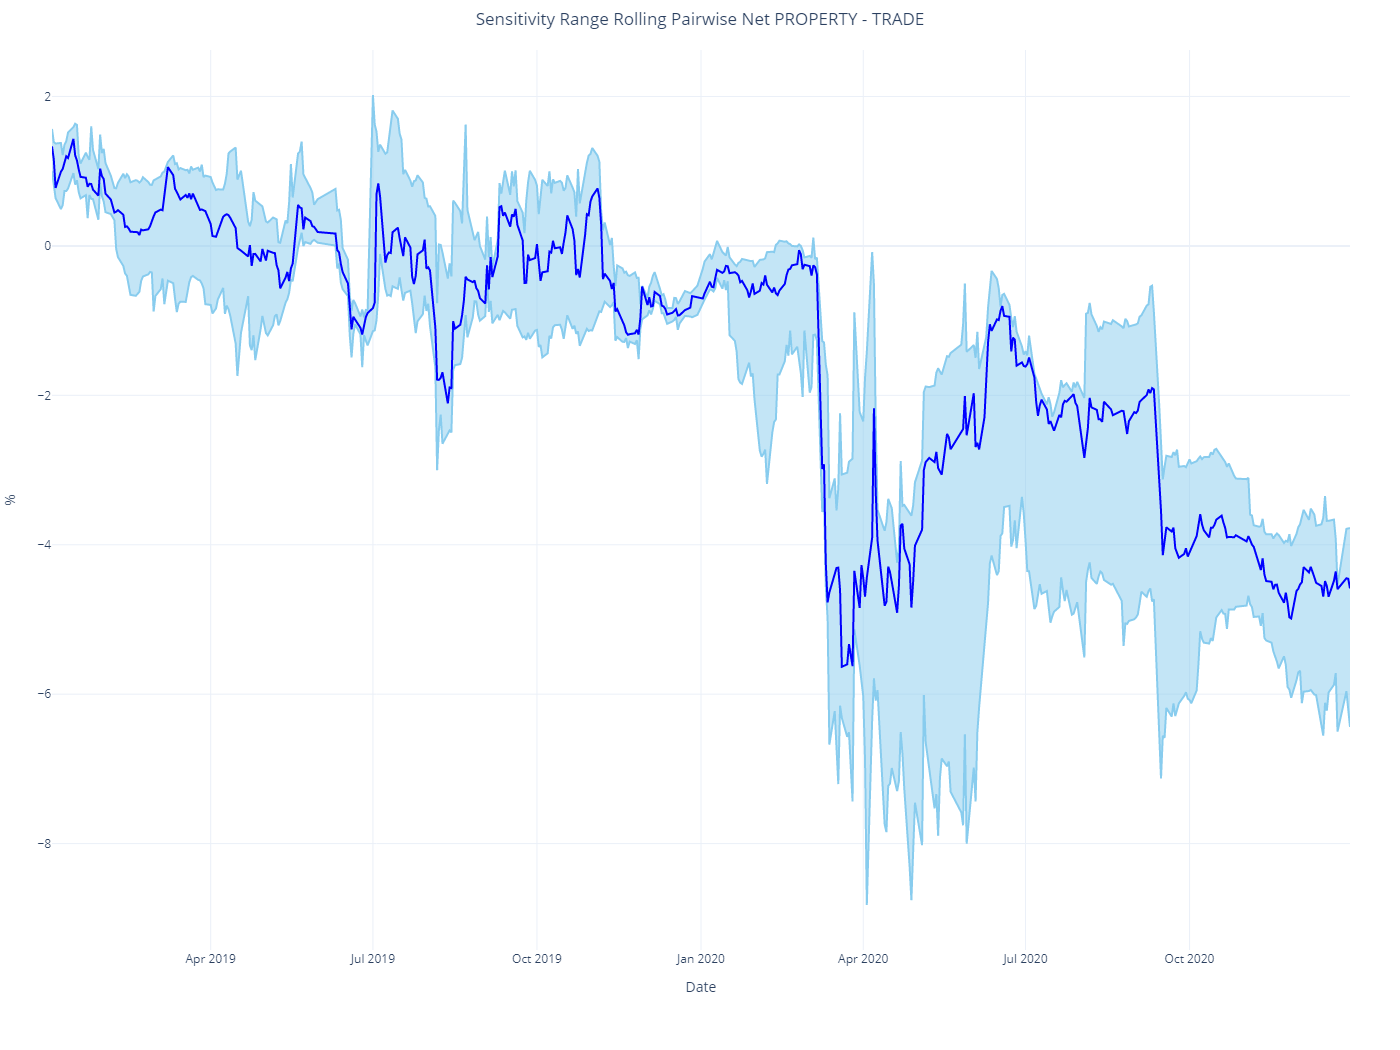 Sensitivity Range Rolling Pairwise Net PROPERTY - TRADE
2
0
−2
−4
−6
−8
%
Apr 2019
Jul 2019
Oct 2019
Jan 2020
Apr 2020
Jul 2020
Oct 2020
Date